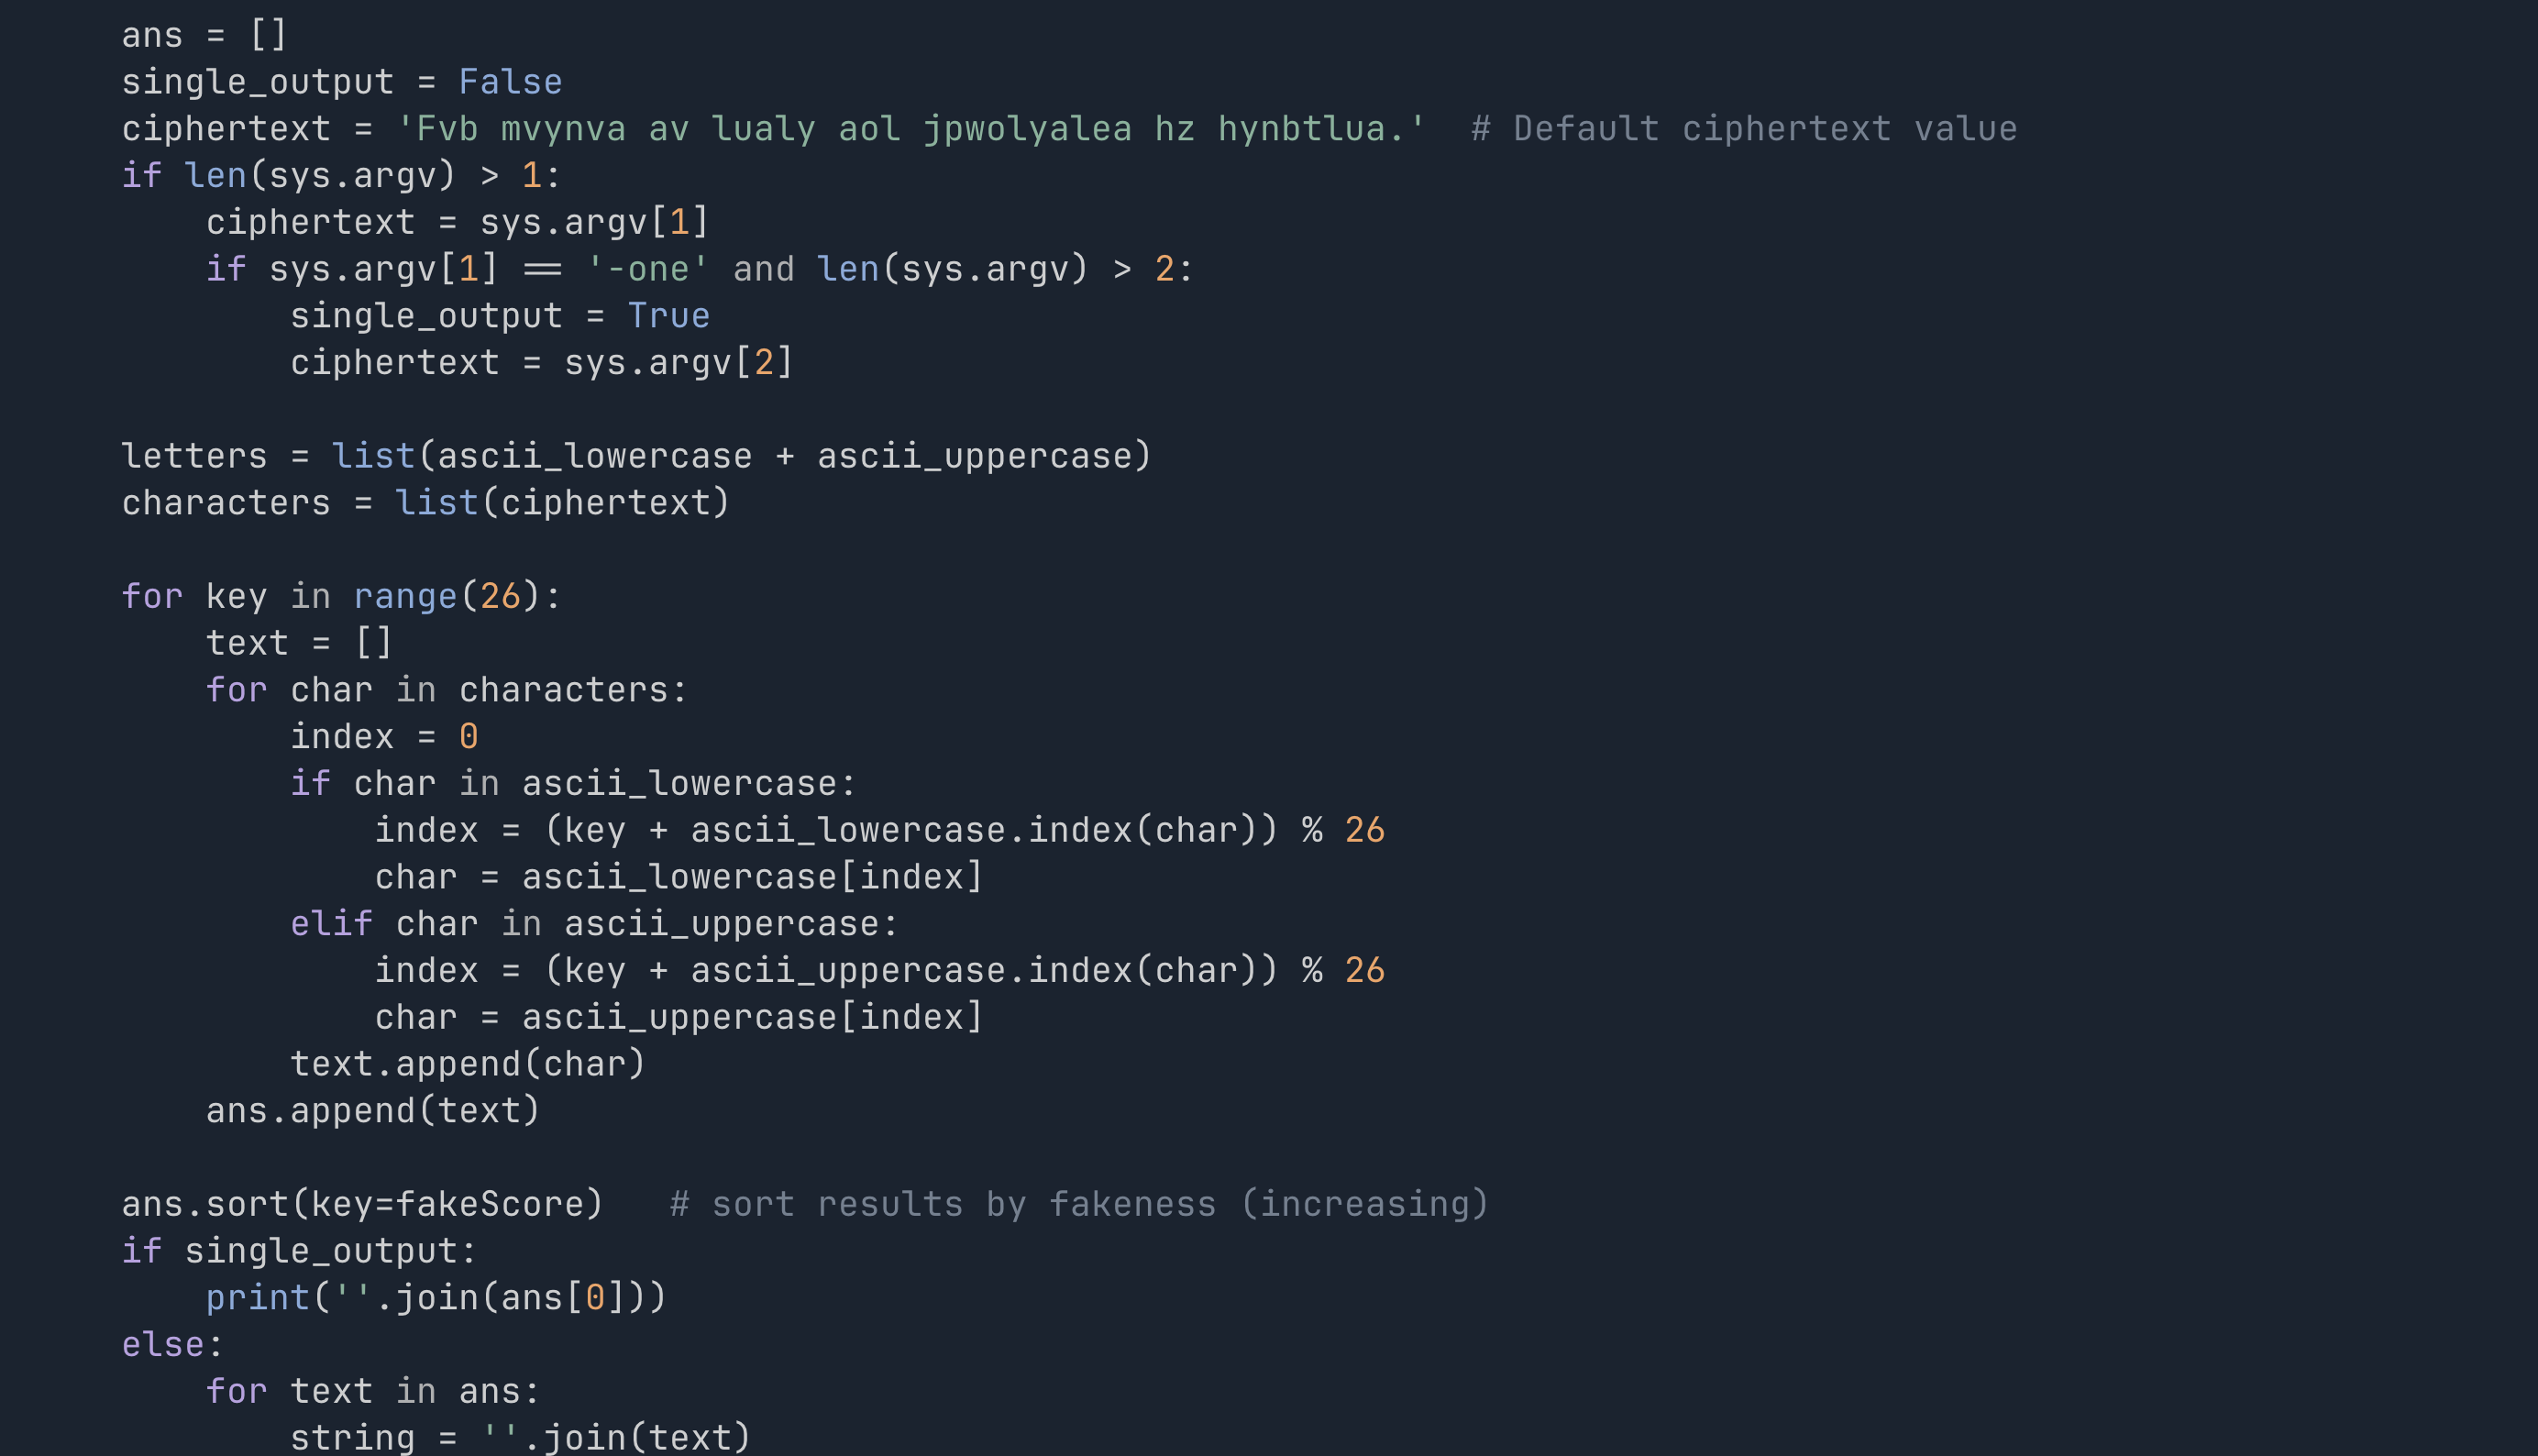 ans = []
single_output = False
ciphertext = 'Fvb mvynva av lualy aol jpwolyalea hz hynbtlua.'  # Default ciphertext value
if len(sys.argv) > 1:
    ciphertext = sys.argv[1]
    if sys.argv[1] == '-one' and len(sys.argv) > 2:
        single_output = True
        ciphertext = sys.argv[2]

letters = list(ascii_lowercase + ascii_uppercase)
characters = list(ciphertext)

for key in range(26):
    text = []
    for char in characters:
        index = 0
        if char in ascii_lowercase:
            index = (key + ascii_lowercase.index(char)) % 26
            char = ascii_lowercase[index]
        elif char in ascii_uppercase:
            index = (key + ascii_uppercase.index(char)) % 26
            char = ascii_uppercase[index]
        text.append(char)
    ans.append(text)

ans.sort(key=fakeScore)   # sort results by fakeness (increasing)
if single_output:
    print(''.join(ans[0]))
else:
    for text in ans:
        string = ''.join(text)